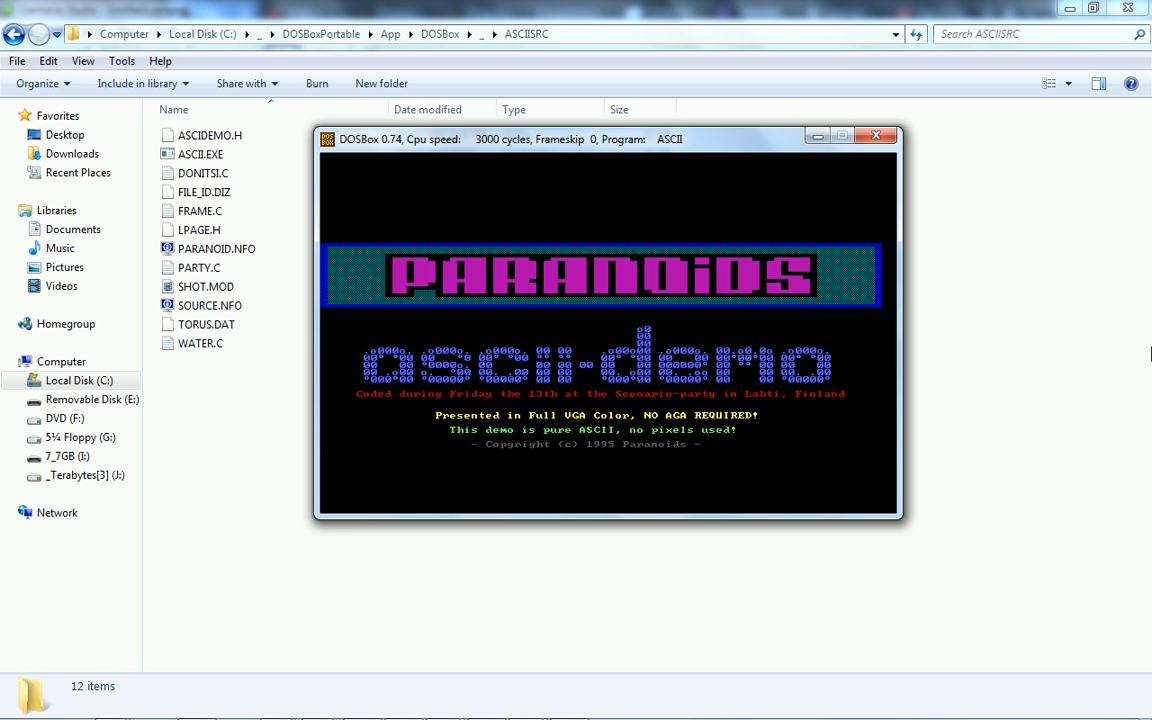 Computer
Local Disk (C:)
_
DOSBoxPortable
App
DOSBox
_
ASCIISRC
Search ASCIISRC
File Edit View Tools Help
Organize Include in library Share with Burn New folder
Favorites
Desktop
Downloads
Recent Places
Libraries
Documents
Music
Pictures
Videos
Homegroup
Computer
Local Disk (C:)
Removable Disk (E:)
DVD (F:)
5¼ Floppy (G:)
7_7GB (I:)
_Terabytes[3] (J:)
Network
Name Date modified Type Size
ASCIDEMO.H
ASCII.EXE
DONITSI.C
FILE_ID.DIZ
FRAME.C
LPAGE.H
PARANOID.NFO
PARTY.C
SHOT.MOD
SOURCE.NFO
TORUS.DAT
WATER.C
DOSBox 0.74, Cpu speed: 3000 cycles, Frameskip 0, Program: ASCII
PARANOiDS
ascii-demo
Coded during Friday the 13th at the Scenario-party in Lahti, Finland
Presented in Full VGA Color, NO AGA REQUIRED!
This demo is pure ASCII, no pixels used!
- Copyright (c) 1995 Paranoids -
12 items